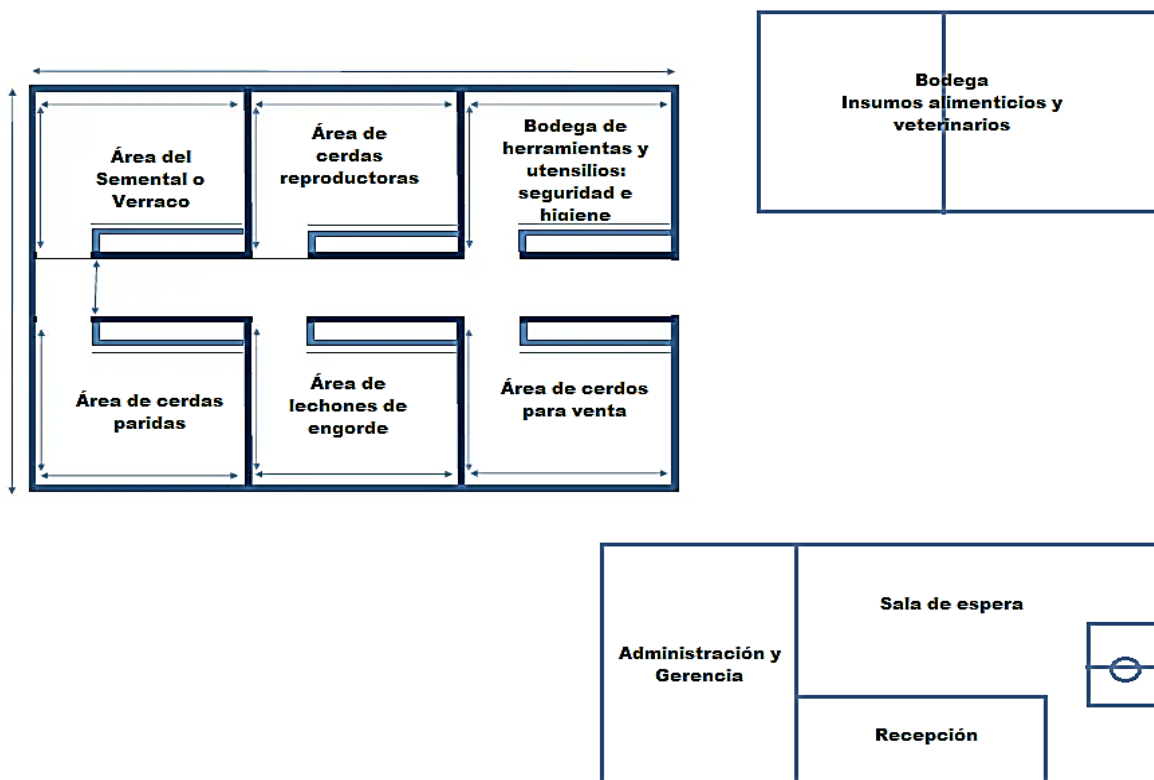 Bodega
Insumos alimenticios y
veterinarios
Área del
Semental o
Verraco
Área de
cerdas
reproductoras
Bodega de
herramientas y
utensilios:
seguridad e
higiene
Área de cerdas
paridas
Área de
lechones de
engorde
Área de cerdos
para venta
Administración y
Gerencia
Sala de espera
Recepción